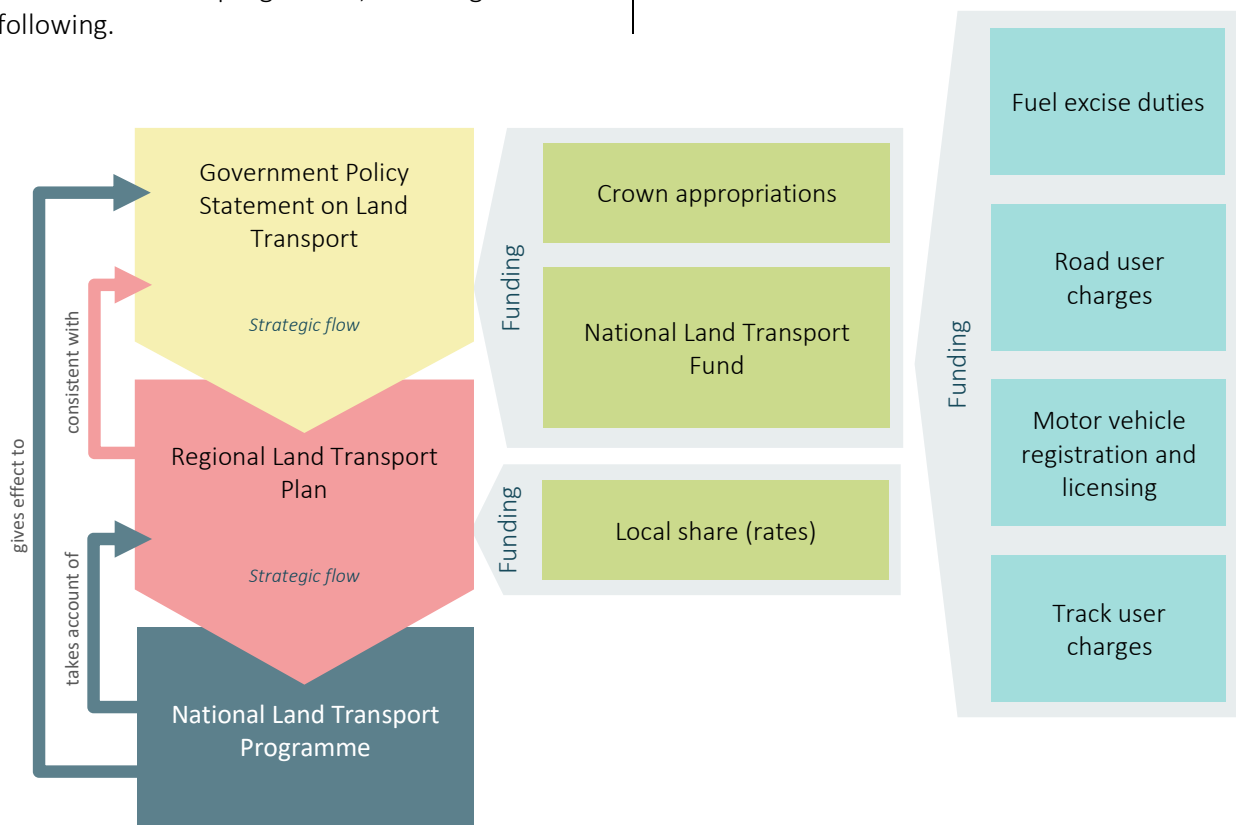 following.
Government Policy
Statement on Land
Transport
Strategic flow
Regional Land Transport
Plan
Strategic flow
National Land Transport
Programme
gives effect to
consistent with
takes account of
Funding
Crown appropriations
National Land Transport
Fund
Funding
Local share (rates)
Funding
Fuel excise duties
Road user
charges
Motor vehicle
registration and
licensing
Track user
charges